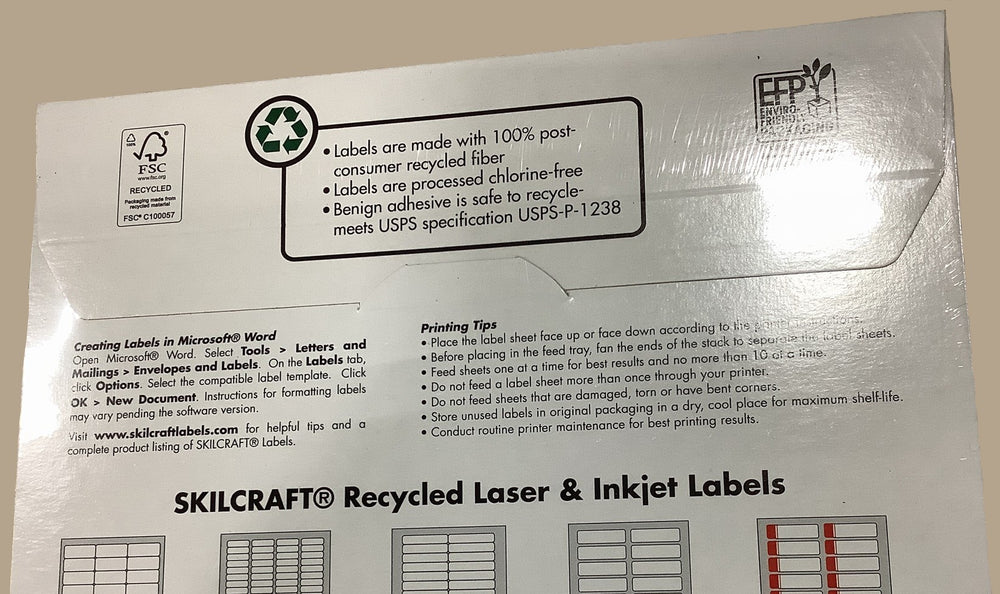 100%
FSC
www.fsc.org
RECYCLED
Packaging made from
recycled material
FSC® C100057
• Labels are made with 100% post-
consumer recycled fiber
• Labels are processed chlorine-free
• Benign adhesive is safe to recycle-
meets USPS specification USPS-P-1238
EFP
ENVIRO-
FRIENDLY
PACKAGING
Creating Labels in Microsoft® Word
Open Microsoft® Word. Select Tools > Letters and
Mailings > Envelopes and Labels. On the Labels tab,
click Options. Select the compatible label template. Click
OK > New Document. Instructions for formatting labels
may vary pending the software version.
Visit www.skilcraftlabels.com for helpful tips and a
complete product listing of SKILCRAFT® Labels.
Printing Tips
• Place the label sheet face up or face down according to the printer instructions.
• Before placing in the feed tray, fan the ends of the stack to separate the label sheets.
• Feed sheets one at a time for best results and no more than 10 at a time.
• Do not feed a label sheet more than once through your printer.
• Do not feed sheets that are damaged, torn or have bent corners.
• Store unused labels in original packaging in a dry, cool place for maximum shelf-life.
• Conduct routine printer maintenance for best printing results.
SKILCRAFT® Recycled Laser & Inkjet Labels